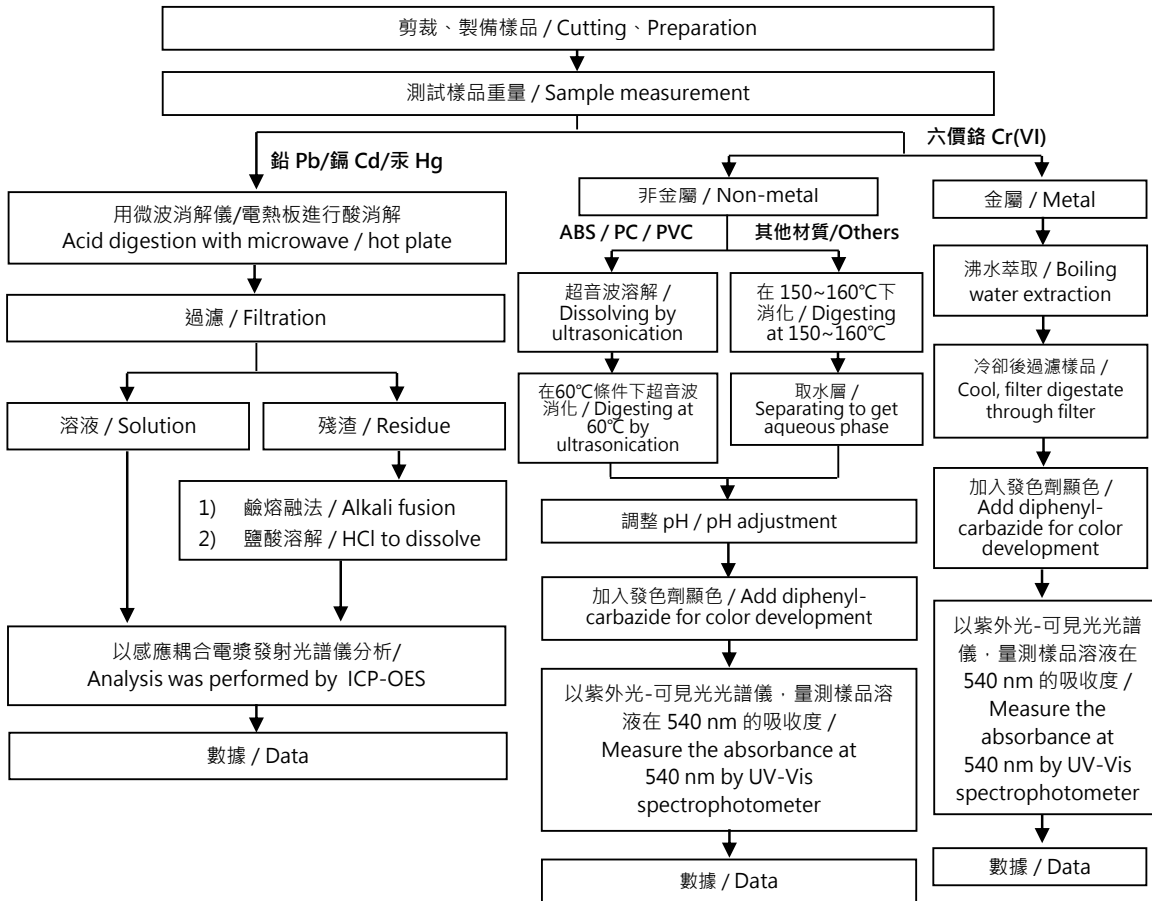 剪裁、製備樣品 / Cutting、Preparation
測試樣品重量 / Sample measurement
鉛 Pb/鎘 Cd/汞 Hg
用微波消解儀/電熱板進行酸消解
Acid digestion with microwave / hot plate
過濾 / Filtration
溶液 / Solution
殘渣 / Residue
1) 鹼熔融法 / Alkali fusion
2) 鹽酸溶解 / HCl to dissolve
以感應耦合電漿發射光譜儀分析/
Analysis was performed by ICP-OES
數據 / Data
六價鉻 Cr(VI)
非金屬 / Non-metal
ABS / PC / PVC
超音波溶解 /
Dissolving by
ultrasonication
在60℃條件下超音波
消化 / Digesting at
60℃ by
ultrasonication
其他材質/Others
在 150~160℃下
消化 / Digesting
at 150~160℃
取水層 /
Separating to get
aqueous phase
調整 pH / pH adjustment
加入發色劑顯色 / Add diphenyl-
carbazide for color development
以紫外光-可見光光譜儀﹐量測樣品溶
液在 540 nm 的吸收度 /
Measure the absorbance at
540 nm by UV-Vis
spectrophotometer
數據 / Data
金屬 / Metal
沸水萃取 / Boiling
water extraction
冷卻後過濾樣品 /
Cool, filter digestate
through filter
加入發色劑顯色 /
Add diphenyl-
carbazide for color
development
以紫外光-可見光光譜
儀﹐量測樣品溶液在
540 nm 的吸收度 /
Measure the
absorbance at
540 nm by UV-Vis
spectrophotometer
數據 / Data